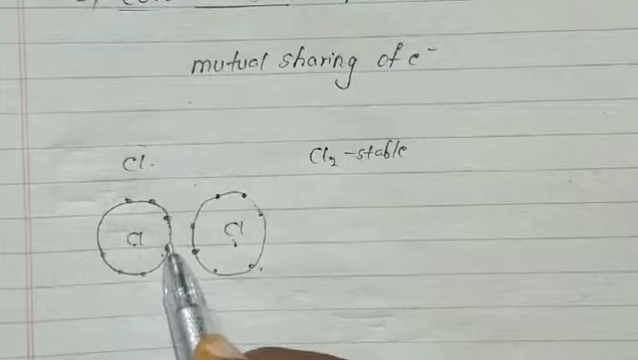 mutual sharing of e⁻
Cl. Cl₂ -stable
Cl Cl